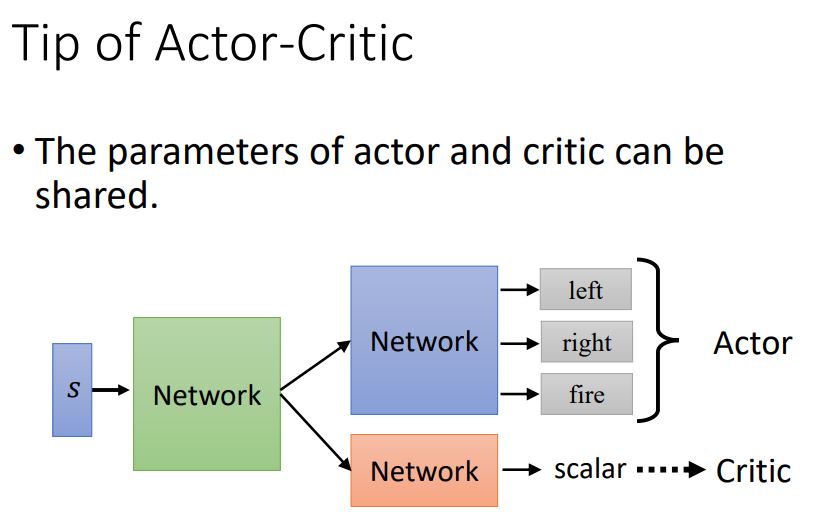 Tip of Actor-Critic
• The parameters of actor and critic can be
shared.
s
Network
Network
left
right
fire
Actor
Network
scalar
Critic